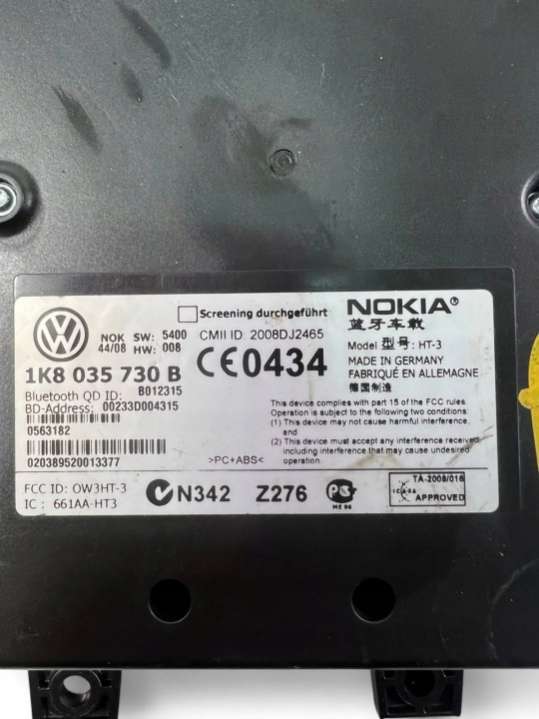 Screening durchgeführt
NOKIA®
蓝牙车载
NOK SW: 5400
44/08 HW: 008
CMII ID: 2008DJ2465
Model 型号: HT-3
1K8 035 730 B
CE0434
MADE IN GERMANY
FABRIQUÉ EN ALLEMAGNE
德国制造
Bluetooth QD ID: B012315
BD-Address: 00233D004315
0563182
020389520013377
>PC+ABS<
This device complies with part 15 of the FCC rules.
Operation is subject to the following two conditions:
(1) This device may not cause harmful interference,
and
(2) This device must accept any interference received,
including interference that may cause undesired
operation.
FCC ID: OW3HT-3
IC : 661AA-HT3
N342
Z276
TA-2008/016
APPROVED